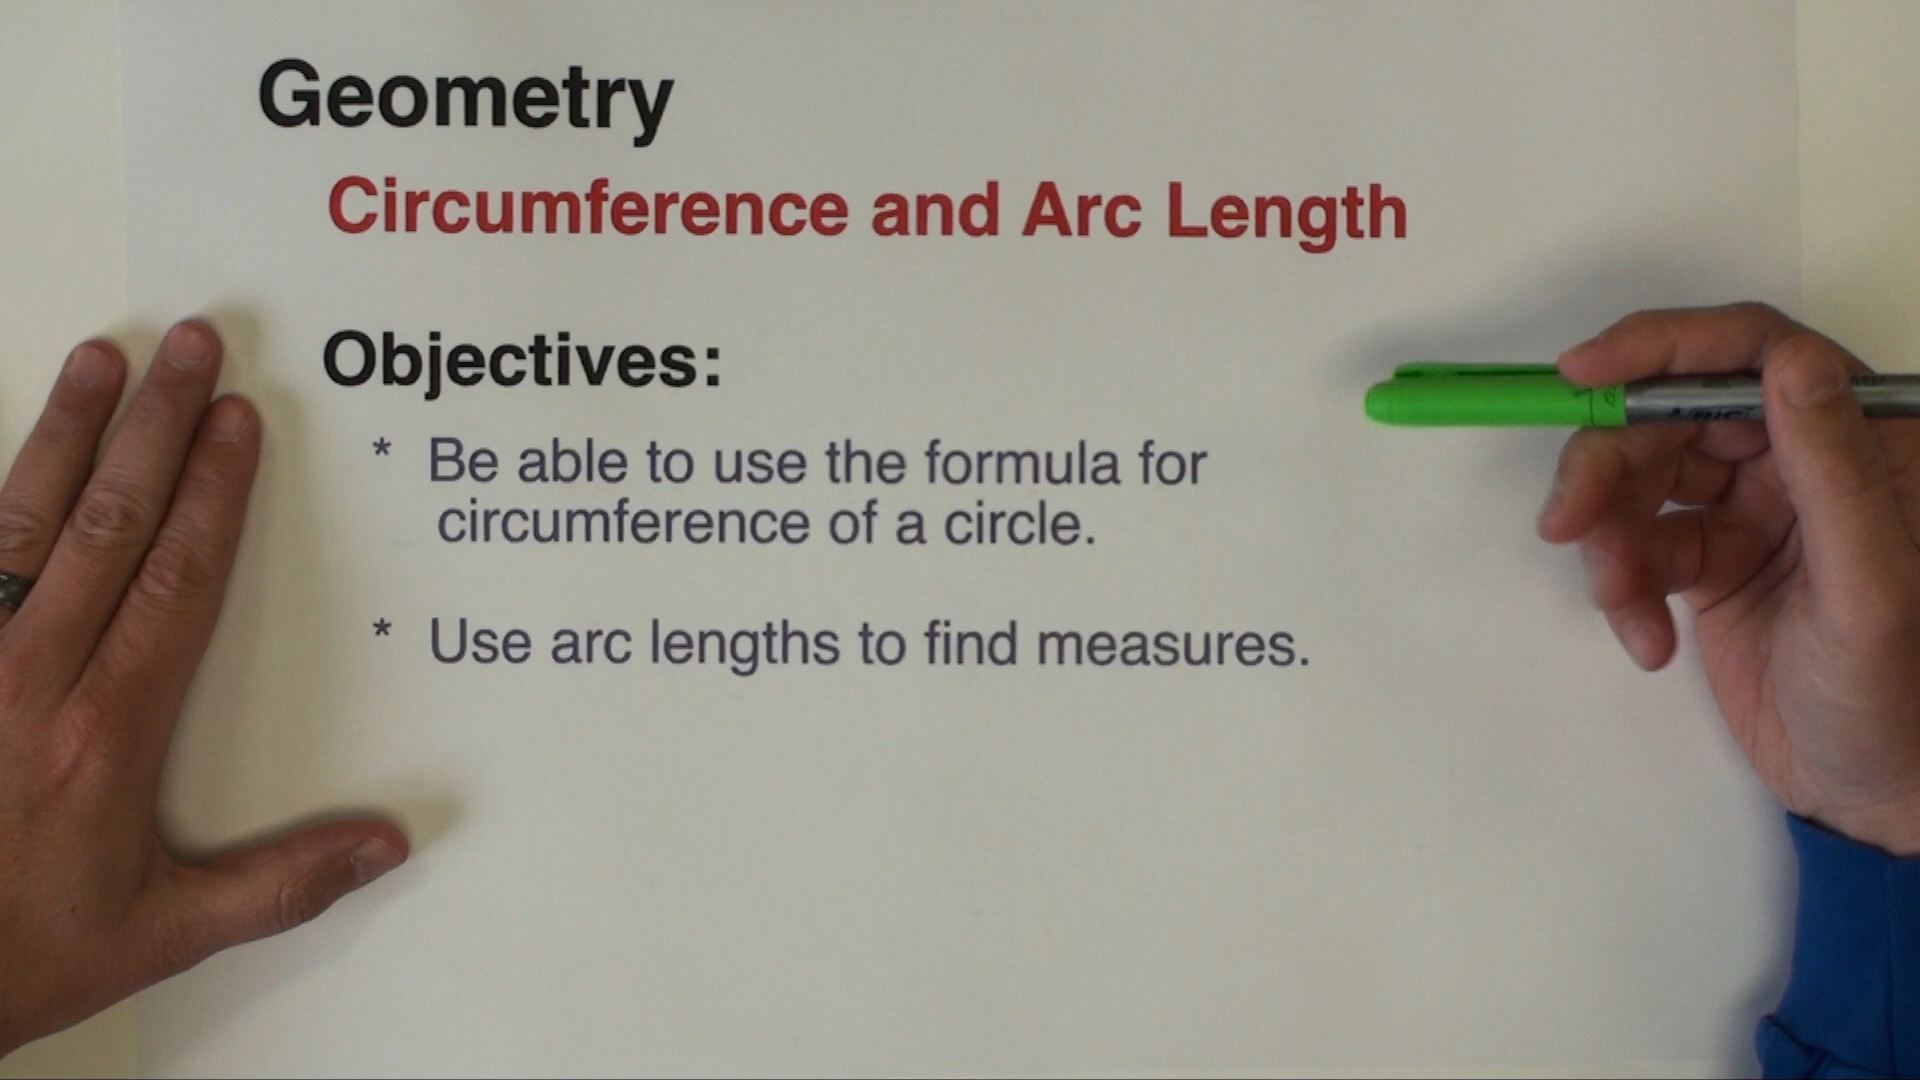 Geometry
Circumference and Arc Length
Objectives:
* Be able to use the formula for
circumference of a circle.
* Use arc lengths to find measures.